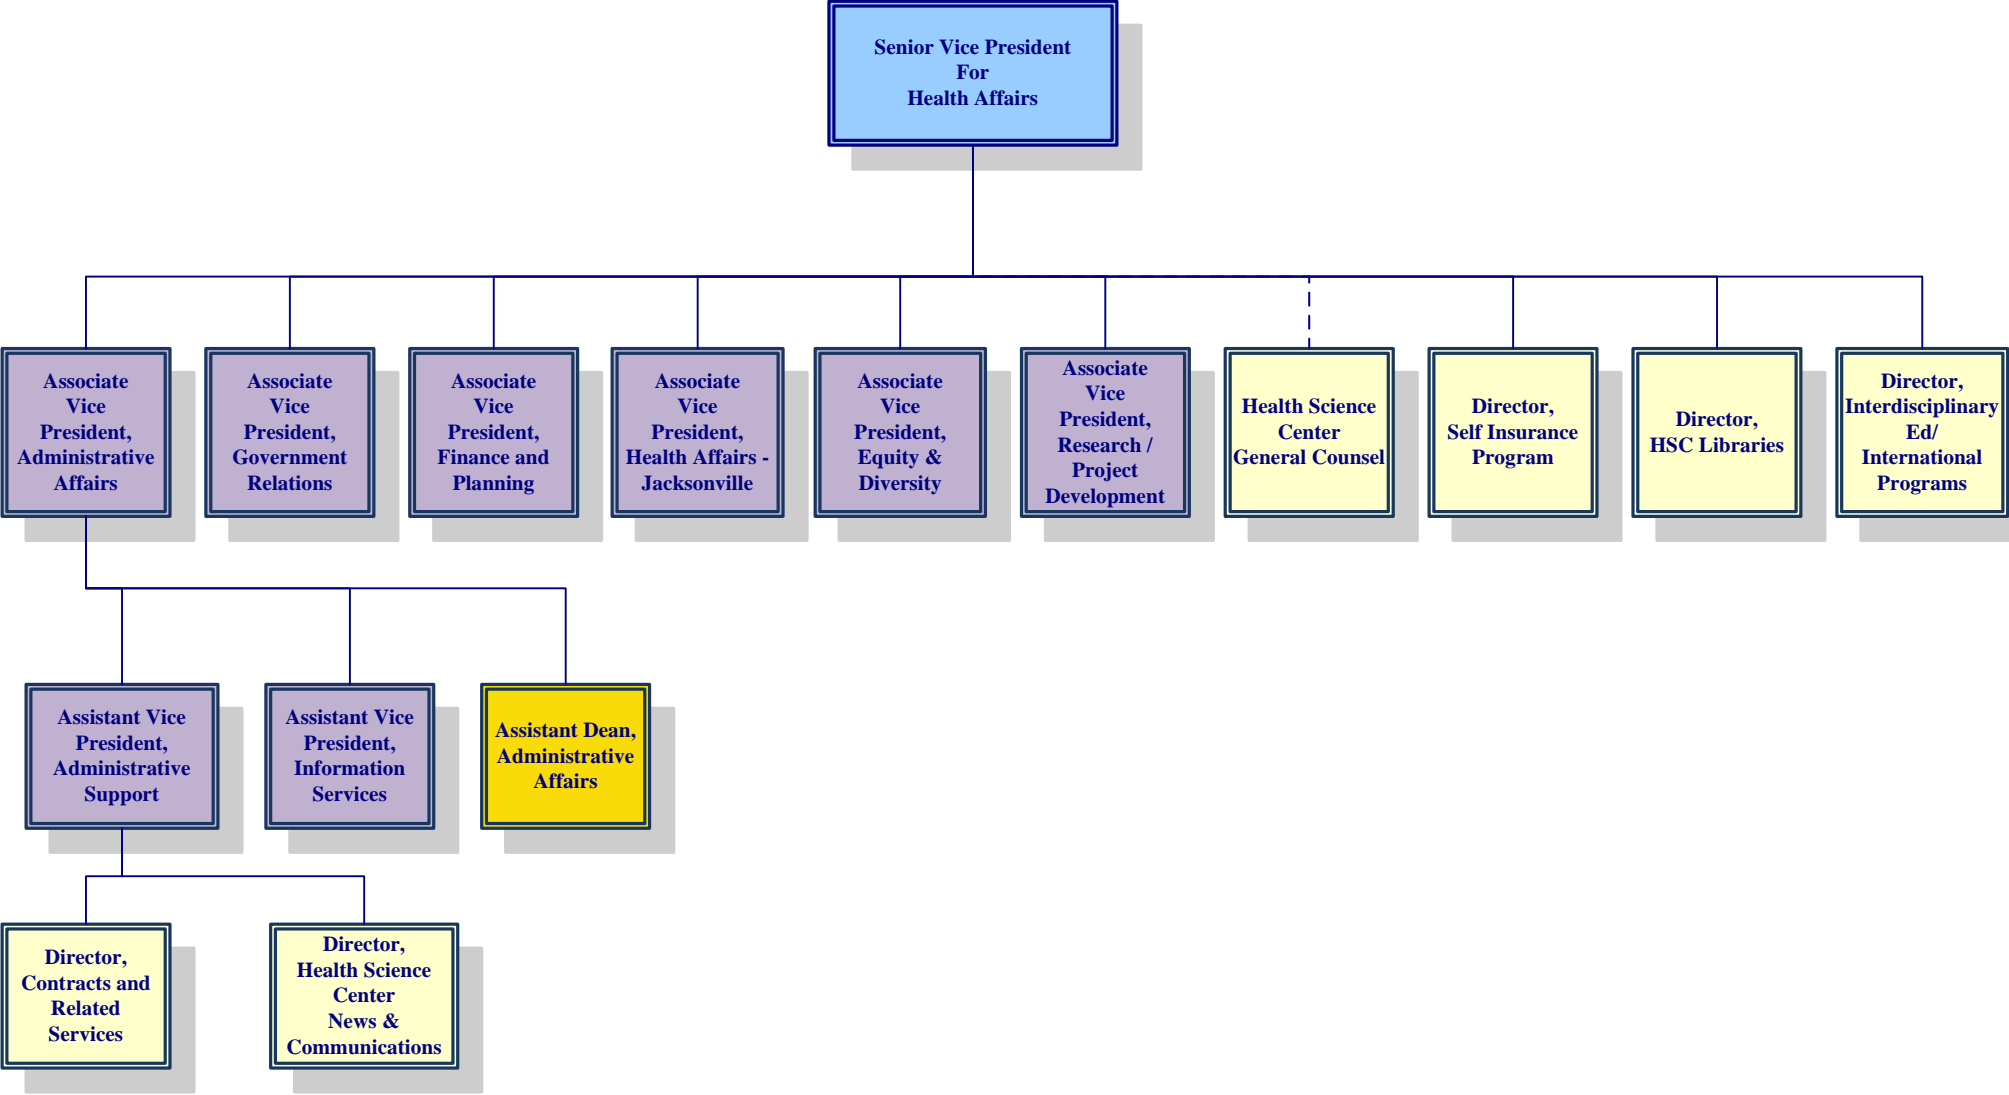 Senior Vice President
For
Health Affairs
Associate
Vice
President,
Administrative
Affairs
Associate
Vice
President,
Government
Relations
Associate
Vice
President,
Finance and
Planning
Associate
Vice
President,
Health Affairs -
Jacksonville
Associate
Vice
President,
Equity &
Diversity
Associate
Vice
President,
Research /
Project
Development
Health Science
Center
General Counsel
Director,
Self Insurance
Program
Director,
HSC Libraries
Director,
Interdisciplinary
Ed/
International
Programs
Assistant Vice
President,
Administrative
Support
Assistant Vice
President,
Information
Services
Assistant Dean,
Administrative
Affairs
Director,
Contracts and
Related
Services
Director,
Health Science
Center
News &
Communications